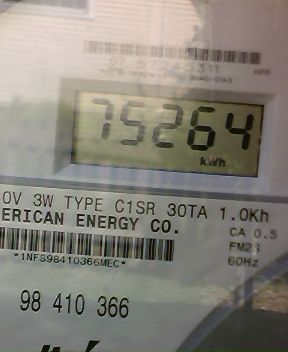 75264
kWh
0V 3W TYPE C1SR 30TA 1.0Kh
ERICAN ENERGY CO.
CA 0.5
FM2S
60Hz
*1NFS98410366MEC*
98 410 366